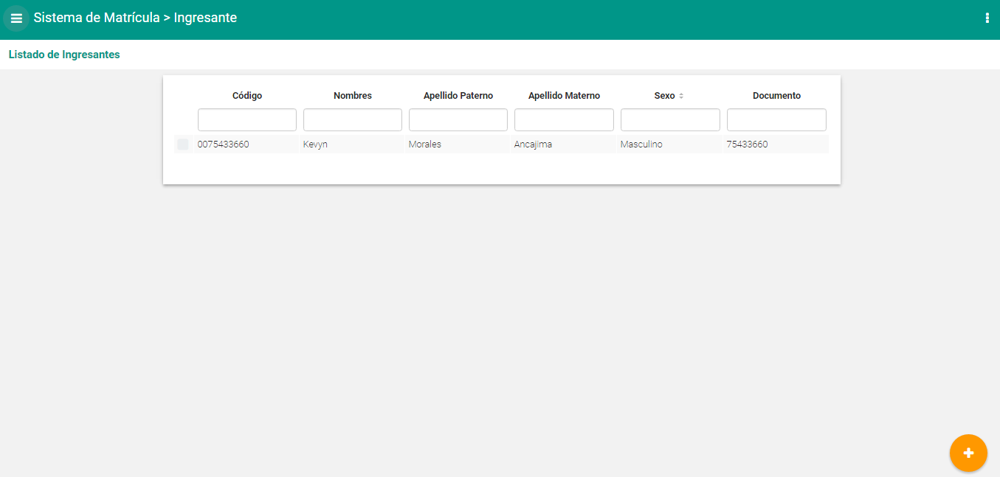 Sistema de Matrícula > Ingresante
Listado de Ingresantes
Código Nombres Apellido Paterno Apellido Materno Sexo Documento
0075433660 Kevyn Morales Ancajima Masculino 75433660